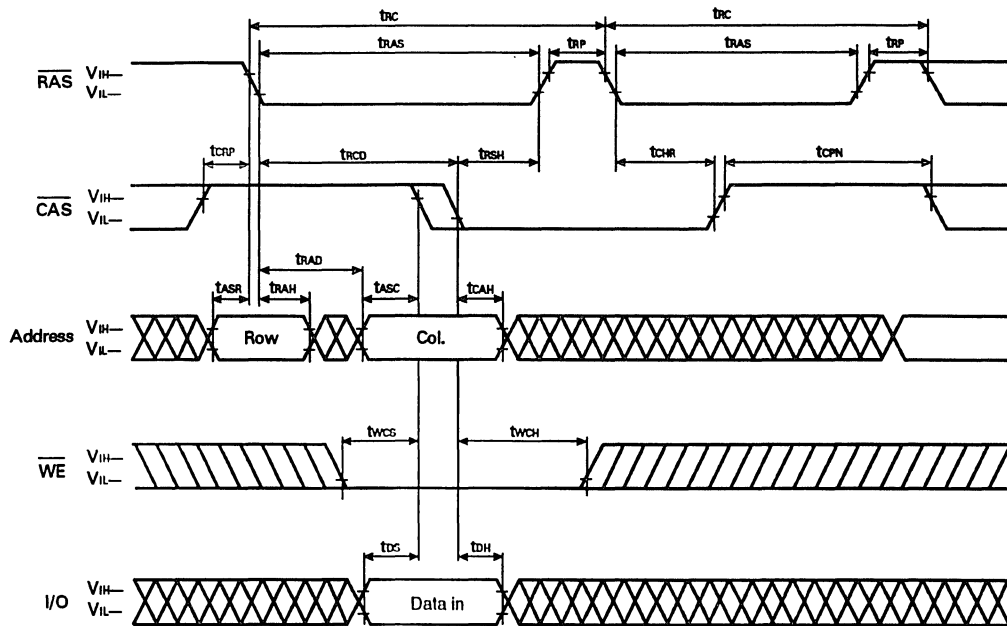 tRC tRC
tRAS tRP tRAS tRP
RAS VIH—
VIL—
tCRP tRCD tRSH tCHR tCPN
CAS VIH—
VIL—
tRAD
tASR tRAH tASC tCAH
Address VIH—
VIL—
Row Col.
tWCS tWCH
WE VIH—
VIL—
tDS tDH
I/O VIH—
VIL—
Data in